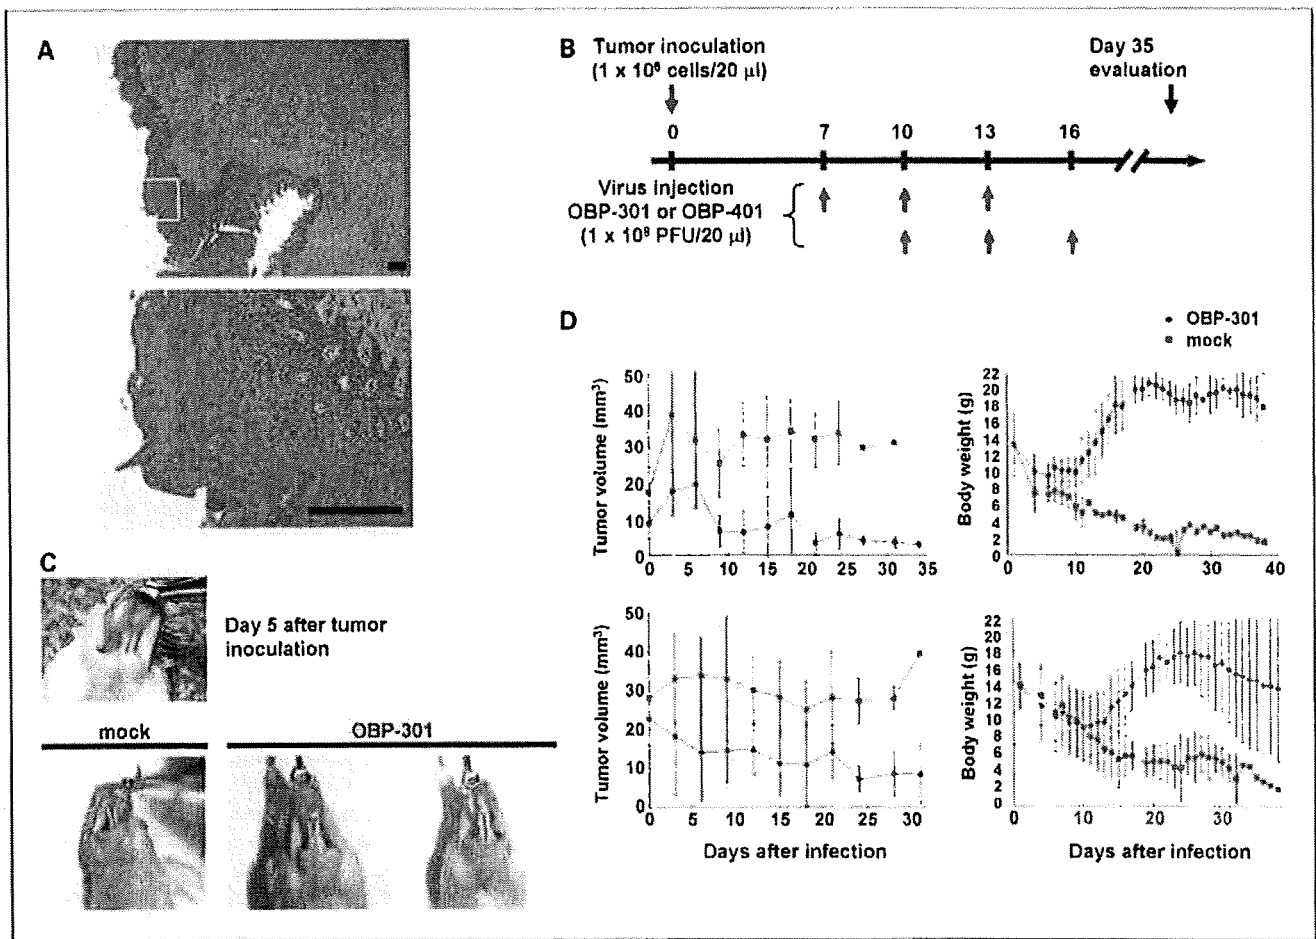 A
B
Tumor inoculation
(1 x 10⁶ cells/20 µl)
Day 35
evaluation
0
7
10
13
16
Virus injection
OBP-301 or OBP-401
(1 x 10⁸ PFU/20 µl)
C
Day 5 after tumor
inoculation
mock
OBP-301
D
OBP-301
mock
Tumor volume (mm³)
50
40
30
20
10
0
0 5 10 15 20 25 30 35
Body weight (g)
22
20
18
16
14
12
10
8
6
4
2
0
0 10 20 30 40
Tumor volume (mm³)
50
40
30
20
10
0
0 5 10 15 20 25 30
Days after infection
Body weight (g)
22
20
18
16
14
12
10
8
6
4
2
0
0 10 20 30
Days after infection